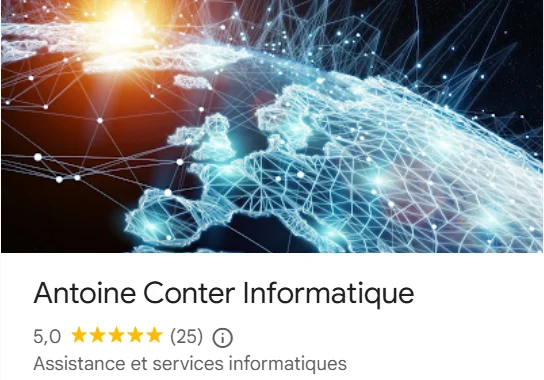 Antoine Conter Informatique
5,0 ★★★★★ (25)
Assistance et services informatiques